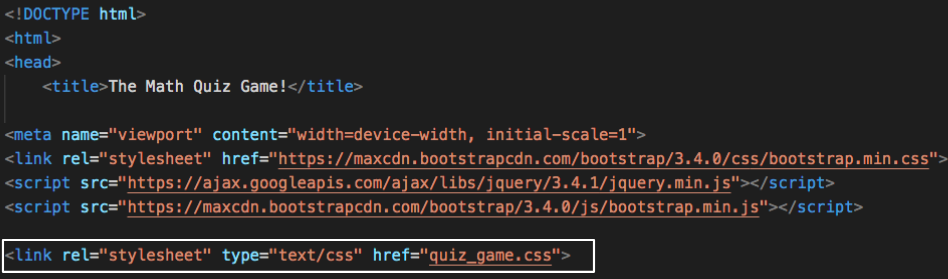 <!DOCTYPE html>
<html>
<head>
<title>The Math Quiz Game!</title>
<meta name="viewport" content="width=device-width, initial-scale=1">
<link rel="stylesheet" href="https://maxcdn.bootstrapcdn.com/bootstrap/3.4.0/css/bootstrap.min.css">
<script src="https://ajax.googleapis.com/ajax/libs/jquery/3.4.1/jquery.min.js"></script>
<script src="https://maxcdn.bootstrapcdn.com/bootstrap/3.4.0/js/bootstrap.min.js"></script>
<link rel="stylesheet" type="text/css" href="quiz_game.css">